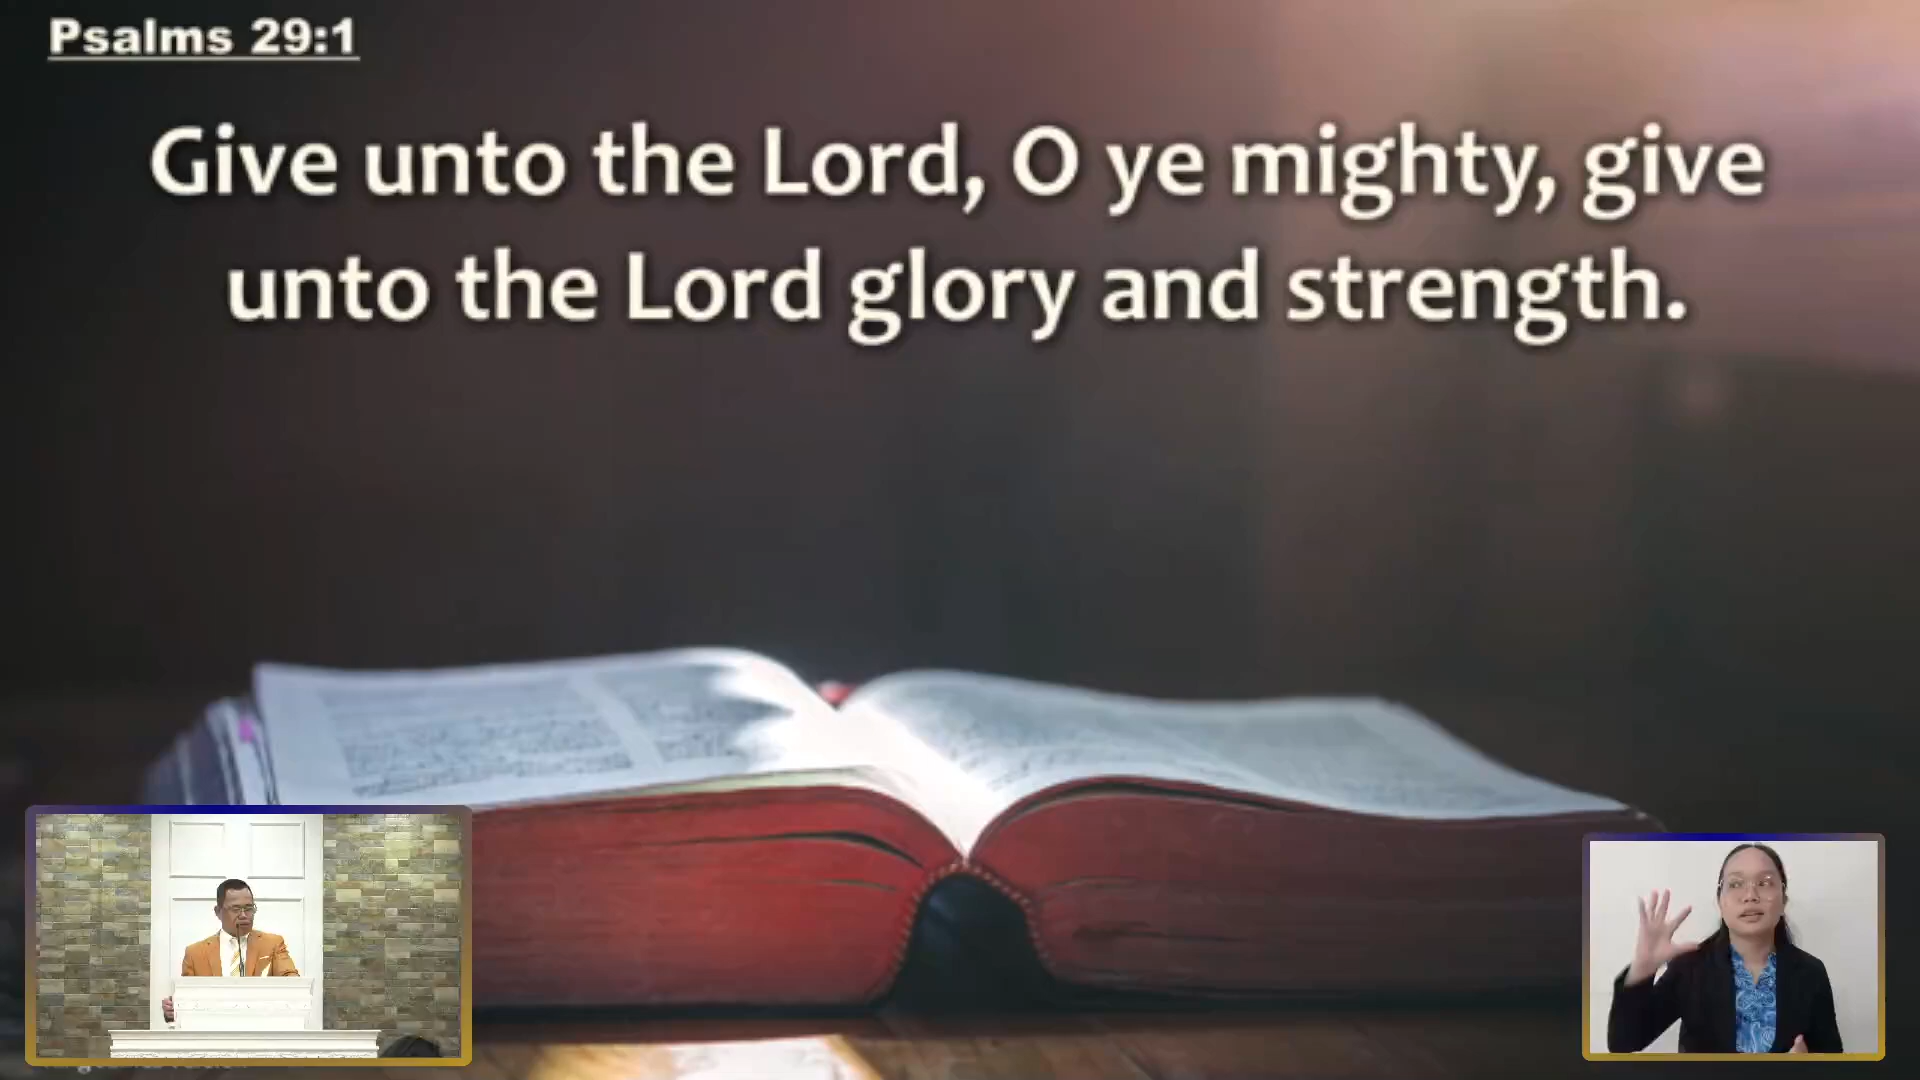 Psalms 29:1
Give unto the Lord, O ye mighty, give
unto the Lord glory and strength.